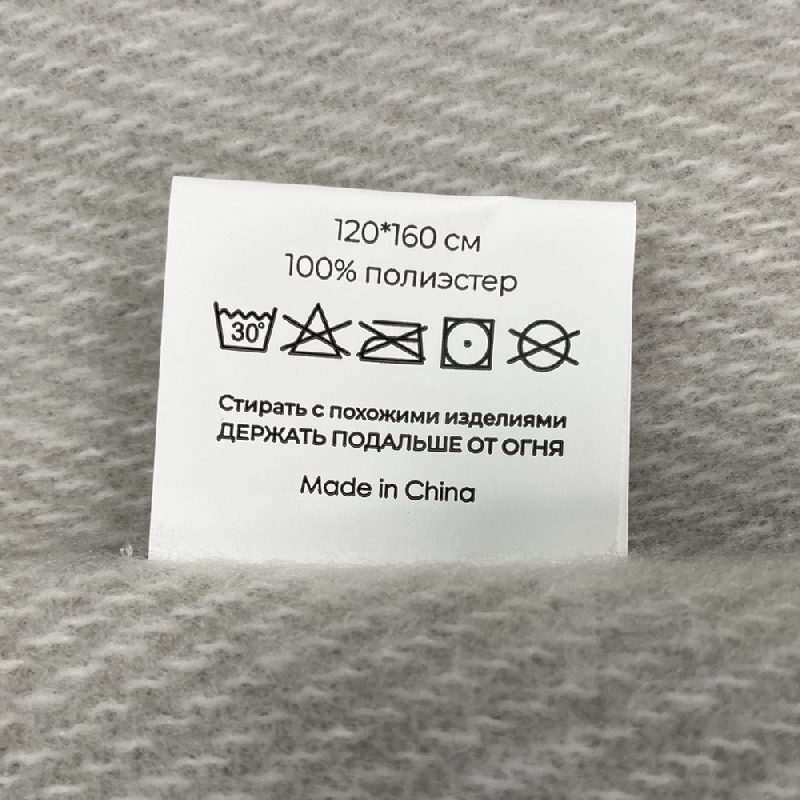 120*160 см
100% полиэстер
30°
Стирать с похожими изделиями
ДЕРЖАТЬ ПОДАЛЬШЕ ОТ ОГНЯ
Made in China